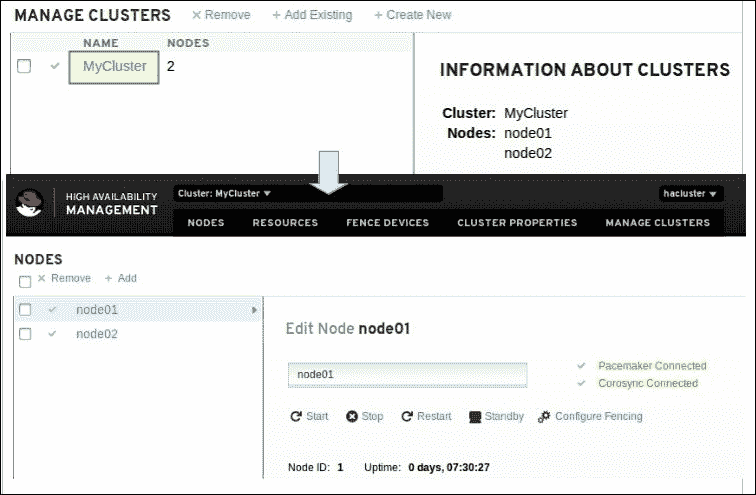 MANAGE CLUSTERS × Remove + Add Existing + Create New
NAME NODES
MyCluster 2
INFORMATION ABOUT CLUSTERS
Cluster: MyCluster
Nodes: node01
node02
HIGH AVAILABILITY
MANAGEMENT
Cluster: MyCluster
hacluster
NODES RESOURCES FENCE DEVICES CLUSTER PROPERTIES MANAGE CLUSTERS
NODES
× Remove + Add
node01
node02
Edit Node node01
node01
Pacemaker Connected
Corosync Connected
Start Stop Restart Standby Configure Fencing
Node ID: 1 Uptime: 0 days, 07:30:27